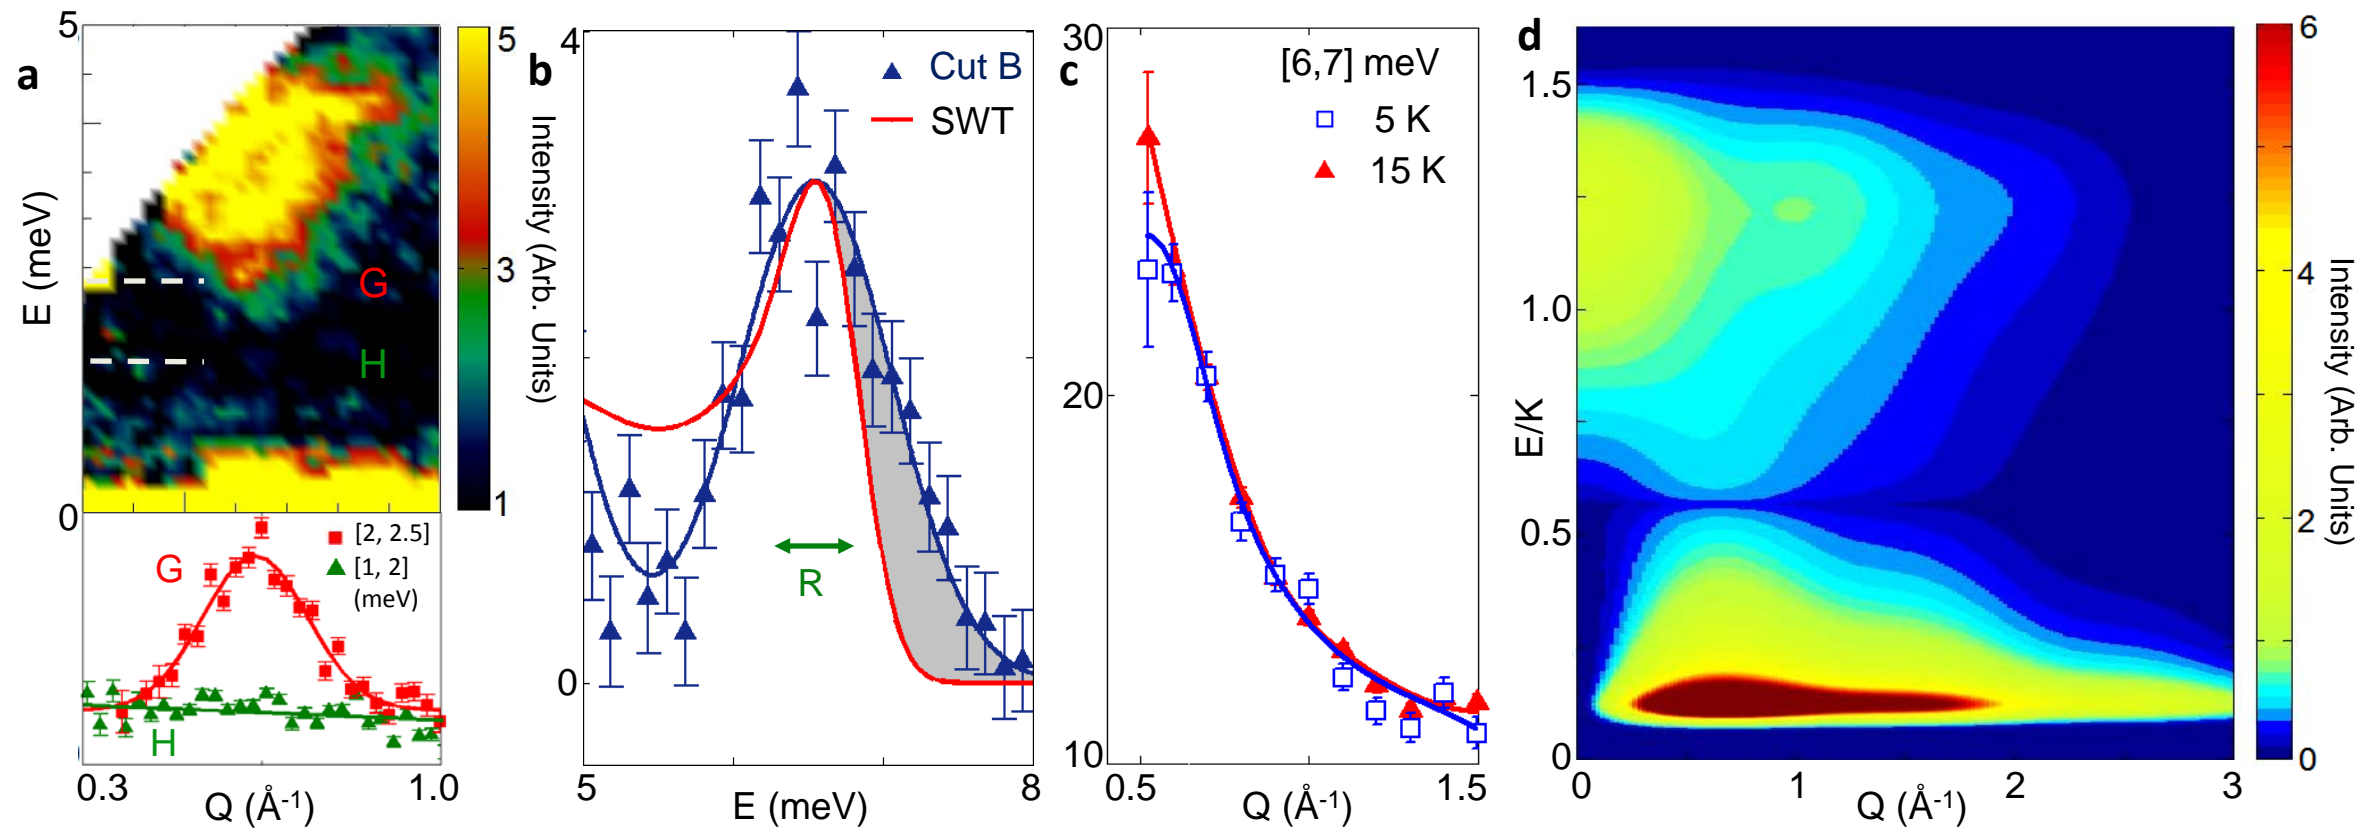 a
5
0
E (meV)
G
H
5
3
1
Intensity (Arb. Units)
G
H
[2, 2.5]
[1, 2]
(meV)
0.3
1.0
Q (Å⁻¹)
b
4
0
Cut B
SWT
R
5
8
E (meV)
c
30
20
10
[6,7] meV
5 K
15 K
0.5
1.5
Q (Å⁻¹)
d
1.5
1.0
0.5
0
E/K
0
1
2
3
Q (Å⁻¹)
6
4
2
0
Intensity (Arb. Units)